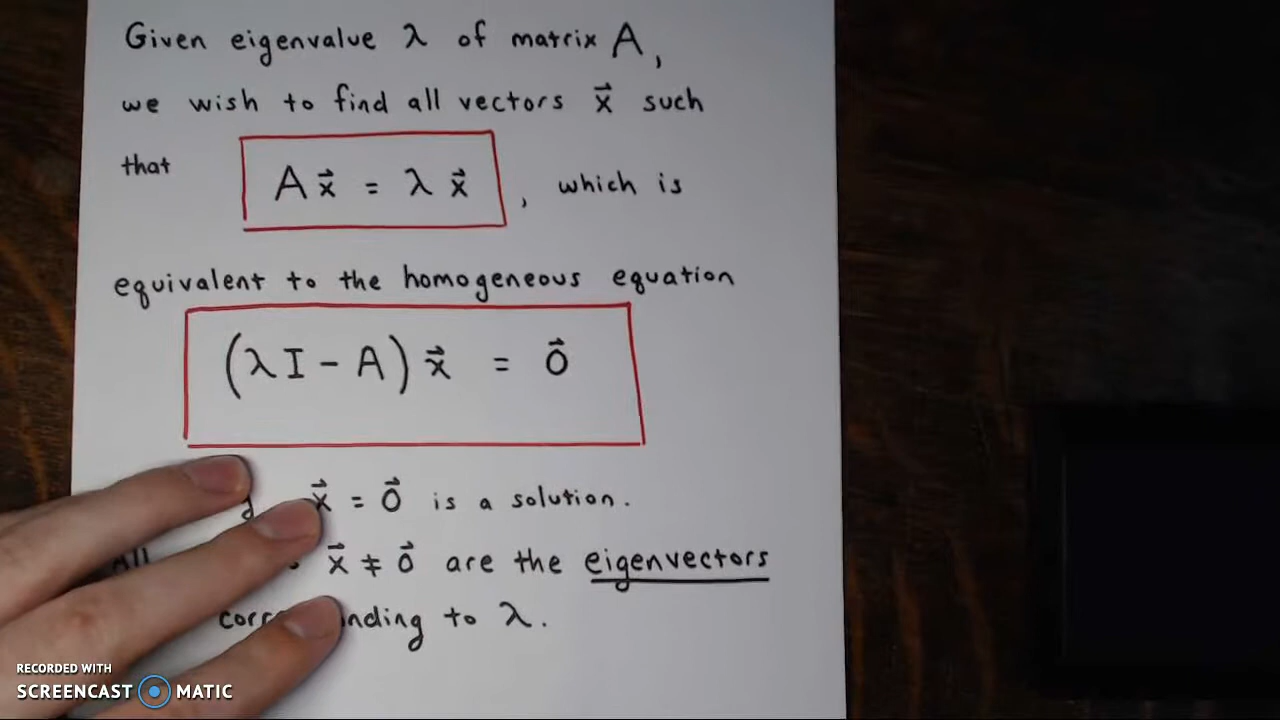 Given eigenvalue λ of matrix A,
we wish to find all vectors x⃗ such
that A x⃗ = λ x⃗ , which is
equivalent to the homogeneous equation
(λI - A) x⃗ = 0⃗
x⃗ = 0⃗ is a solution.
x⃗ ≠ 0⃗ are the eigenvectors
to λ.
RECORDED WITH
SCREENCAST MATIC